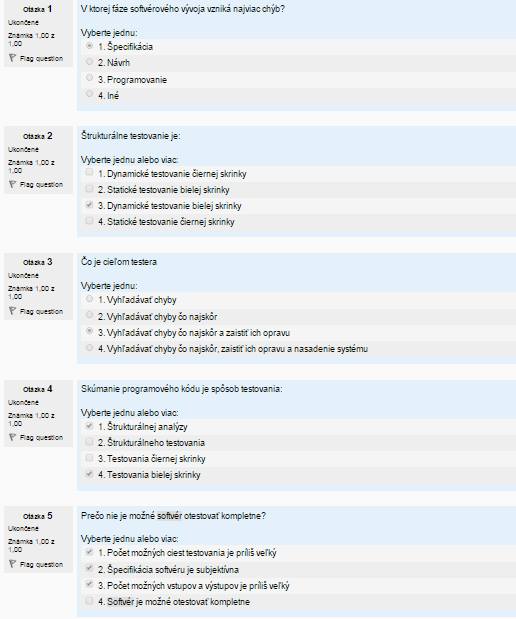 Otázka 1
Ukončené
Známka 1,00 z
1,00
Flag question
V ktorej fáze softvérového vývoja vzniká najviac chýb?
Vyberte jednu:
1. Špecifikácia
2. Návrh
3. Programovanie
4. Iné
Otázka 2
Ukončené
Známka 1,00 z
1,00
Flag question
Štrukturálne testovanie je:
Vyberte jednu alebo viac:
1. Dynamické testovanie čiernej skrinky
2. Statické testovanie bielej skrinky
3. Dynamické testovanie bielej skrinky
4. Statické testovanie čiernej skrinky
Otázka 3
Ukončené
Známka 1,00 z
1,00
Flag question
Čo je cieľom testera
Vyberte jednu:
1. Vyhľadávať chyby
2. Vyhľadávať chyby čo najskôr
3. Vyhľadávať chyby čo najskôr a zaistiť ich opravu
4. Vyhľadávať chyby čo najskôr, zaistiť ich opravu a nasadenie systému
Otázka 4
Ukončené
Známka 1,00 z
1,00
Flag question
Skúmanie programového kódu je spôsob testovania:
Vyberte jednu alebo viac:
1. Štrukturálnej analýzy
2. Štrukturálneho testovania
3. Testovania čiernej skrinky
4. Testovania bielej skrinky
Otázka 5
Ukončené
Známka 1,00 z
1,00
Flag question
Prečo nie je možné softvér otestovať kompletne?
Vyberte jednu alebo viac:
1. Počet možných ciest testovania je príliš veľký
2. Špecifikácia softvéru je subjektívna
3. Počet možných vstupov a výstupov je príliš veľký
4. Softvér je možné otestovať kompletne